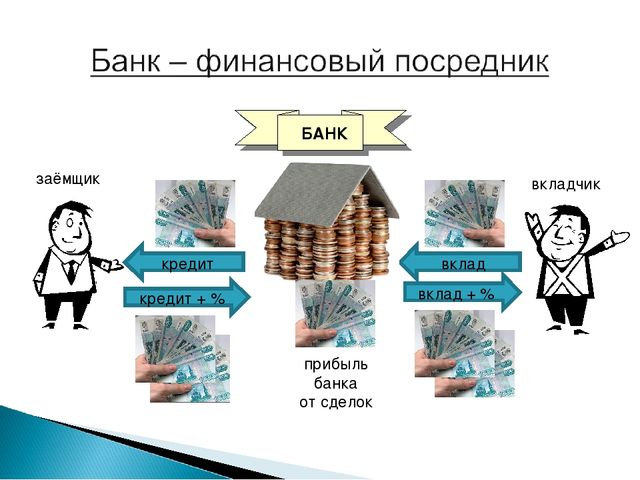 Банк – финансовый посредник
БАНК
заёмщик
вкладчик
кредит
вклад
кредит + %
вклад + %
прибыль
банка
от сделок